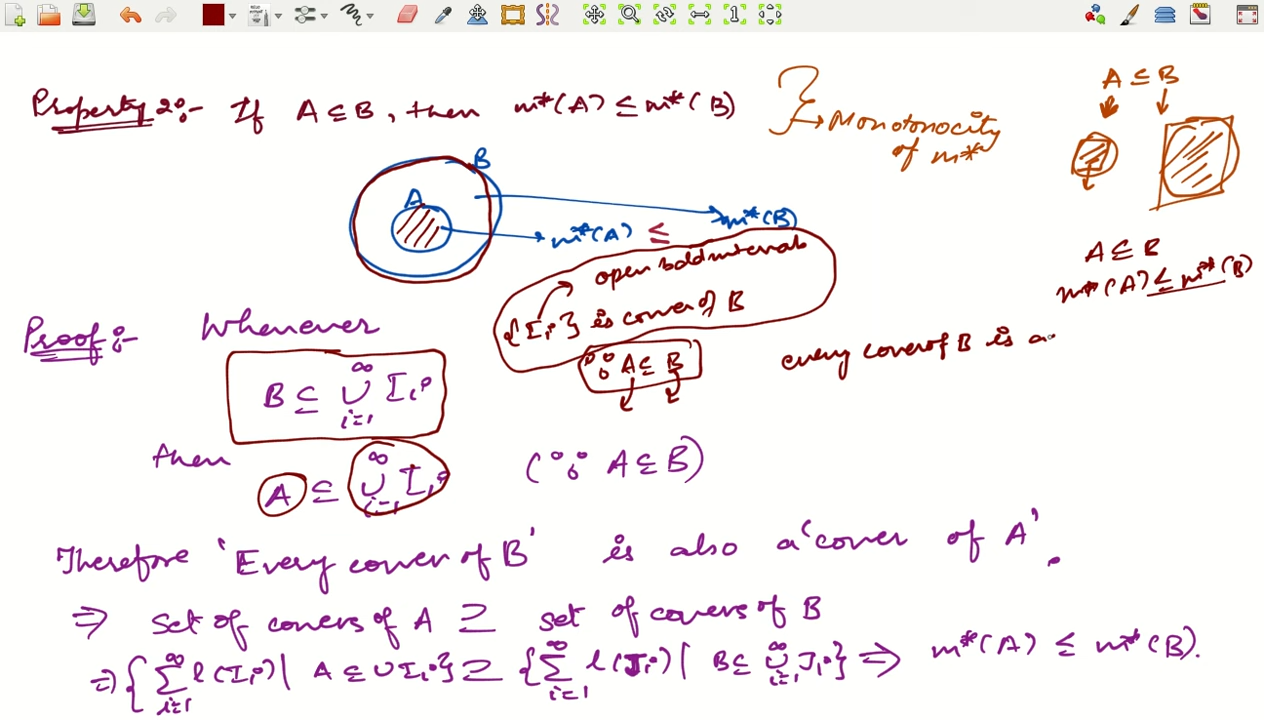 Property 2:- If A ⊆ B, then m*(A) ≤ m*(B)
→ Monotonocity of m*
A ⊆ B
B
A
m*(A) ≤ m*(B)
A ⊆ B
m*(A) ≤ m*(B)
open bdd intervals
{Ii} is cover of B
∵ A ⊆ B
every cover of B is a
Proof:- Whenever
B ⊆ ∞∪i=1 Ii
then
A ⊆ ∞∪i=1 Ii (∵ A ⊆ B)
Therefore 'Every cover of B' is also a 'cover of A'.
⇒ set of covers of A ⊇ set of covers of B
⇒ {∞∑i=1 l(Ii) | A ⊆ ∪Ii} ⊇ {∞∑i=1 l(Ji) | B ⊆ ∞∪i=1 Ji} ⇒ m*(A) ≤ m*(B).